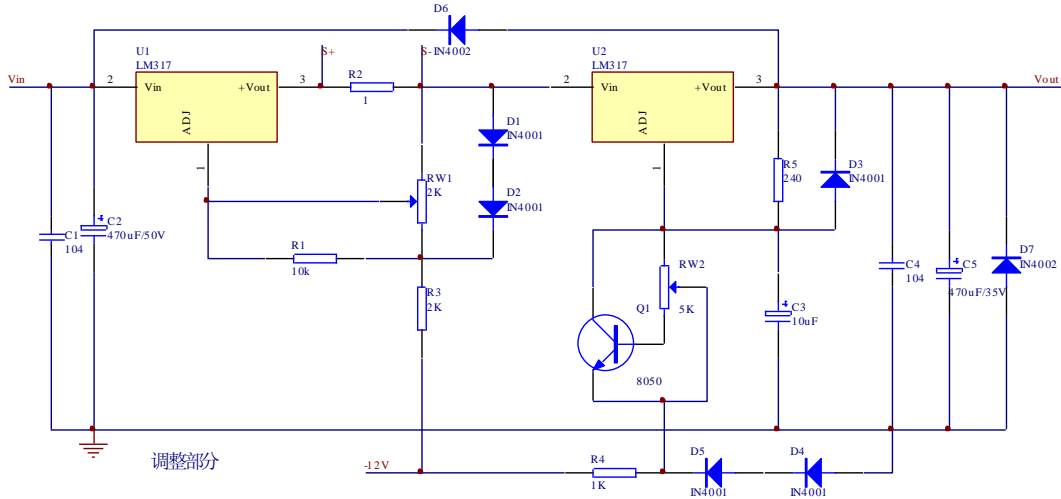 D6
IN4002
U1
LM317
S+
S-
U2
LM317
Vin
2
Vin
+Vout
3
R2
1
2
Vin
+Vout
3
Vout
ADJ
1
D1
IN4001
ADJ
1
R5
240
D3
IN4001
RW1
2K
D2
IN4001
C1
104
C2
470uF/50V
R1
10k
R3
2K
RW2
5K
Q1
8050
C3
10uF
C4
104
C5
470uF/35V
D7
IN4002
调整部分
-12V
R4
1K
D5
IN4001
D4
IN4001